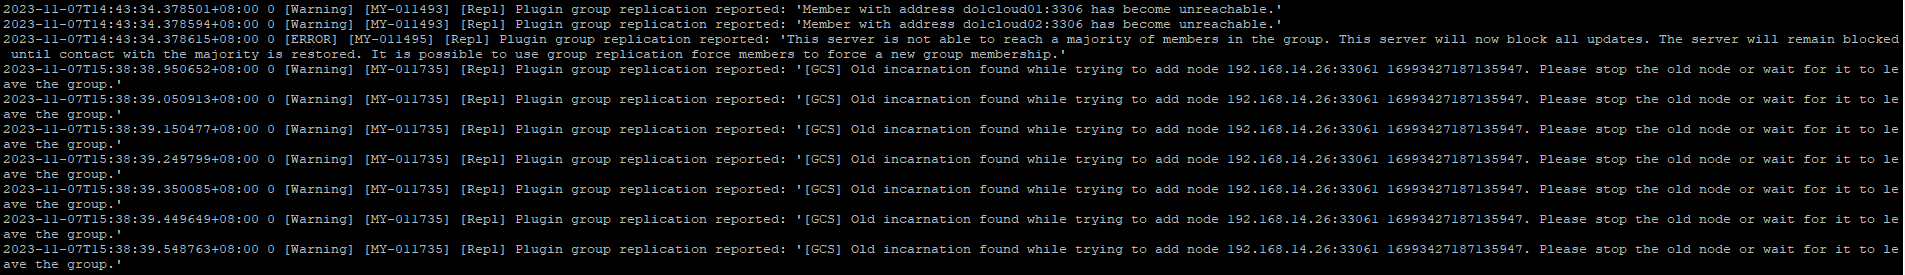 2023-11-07T14:43:34.378501+08:00 0 [Warning] [MY-011493] [Repl] Plugin group replication reported: 'Member with address do1cloud01:3306 has become unreachable.'
2023-11-07T14:43:34.378594+08:00 0 [Warning] [MY-011493] [Repl] Plugin group replication reported: 'Member with address do1cloud02:3306 has become unreachable.'
2023-11-07T14:43:34.378615+08:00 0 [ERROR] [MY-011495] [Repl] Plugin group replication reported: 'This server is not able to reach a majority of members in the group. This server will now block all updates. The server will remain blocked
 until contact with the majority is restored. It is possible to use group replication force members to force a new group membership.'
2023-11-07T15:38:38.950652+08:00 0 [Warning] [MY-011735] [Repl] Plugin group replication reported: '[GCS] Old incarnation found while trying to add node 192.168.14.26:33061 16993427187135947. Please stop the old node or wait for it to le
ave the group.'
2023-11-07T15:38:39.050913+08:00 0 [Warning] [MY-011735] [Repl] Plugin group replication reported: '[GCS] Old incarnation found while trying to add node 192.168.14.26:33061 16993427187135947. Please stop the old node or wait for it to le
ave the group.'
2023-11-07T15:38:39.150477+08:00 0 [Warning] [MY-011735] [Repl] Plugin group replication reported: '[GCS] Old incarnation found while trying to add node 192.168.14.26:33061 16993427187135947. Please stop the old node or wait for it to le
ave the group.'
2023-11-07T15:38:39.249799+08:00 0 [Warning] [MY-011735] [Repl] Plugin group replication reported: '[GCS] Old incarnation found while trying to add node 192.168.14.26:33061 16993427187135947. Please stop the old node or wait for it to le
ave the group.'
2023-11-07T15:38:39.350085+08:00 0 [Warning] [MY-011735] [Repl] Plugin group replication reported: '[GCS] Old incarnation found while trying to add node 192.168.14.26:33061 16993427187135947. Please stop the old node or wait for it to le
ave the group.'
2023-11-07T15:38:39.449649+08:00 0 [Warning] [MY-011735] [Repl] Plugin group replication reported: '[GCS] Old incarnation found while trying to add node 192.168.14.26:33061 16993427187135947. Please stop the old node or wait for it to le
ave the group.'
2023-11-07T15:38:39.548763+08:00 0 [Warning] [MY-011735] [Repl] Plugin group replication reported: '[GCS] Old incarnation found while trying to add node 192.168.14.26:33061 16993427187135947. Please stop the old node or wait for it to le
ave the group.'